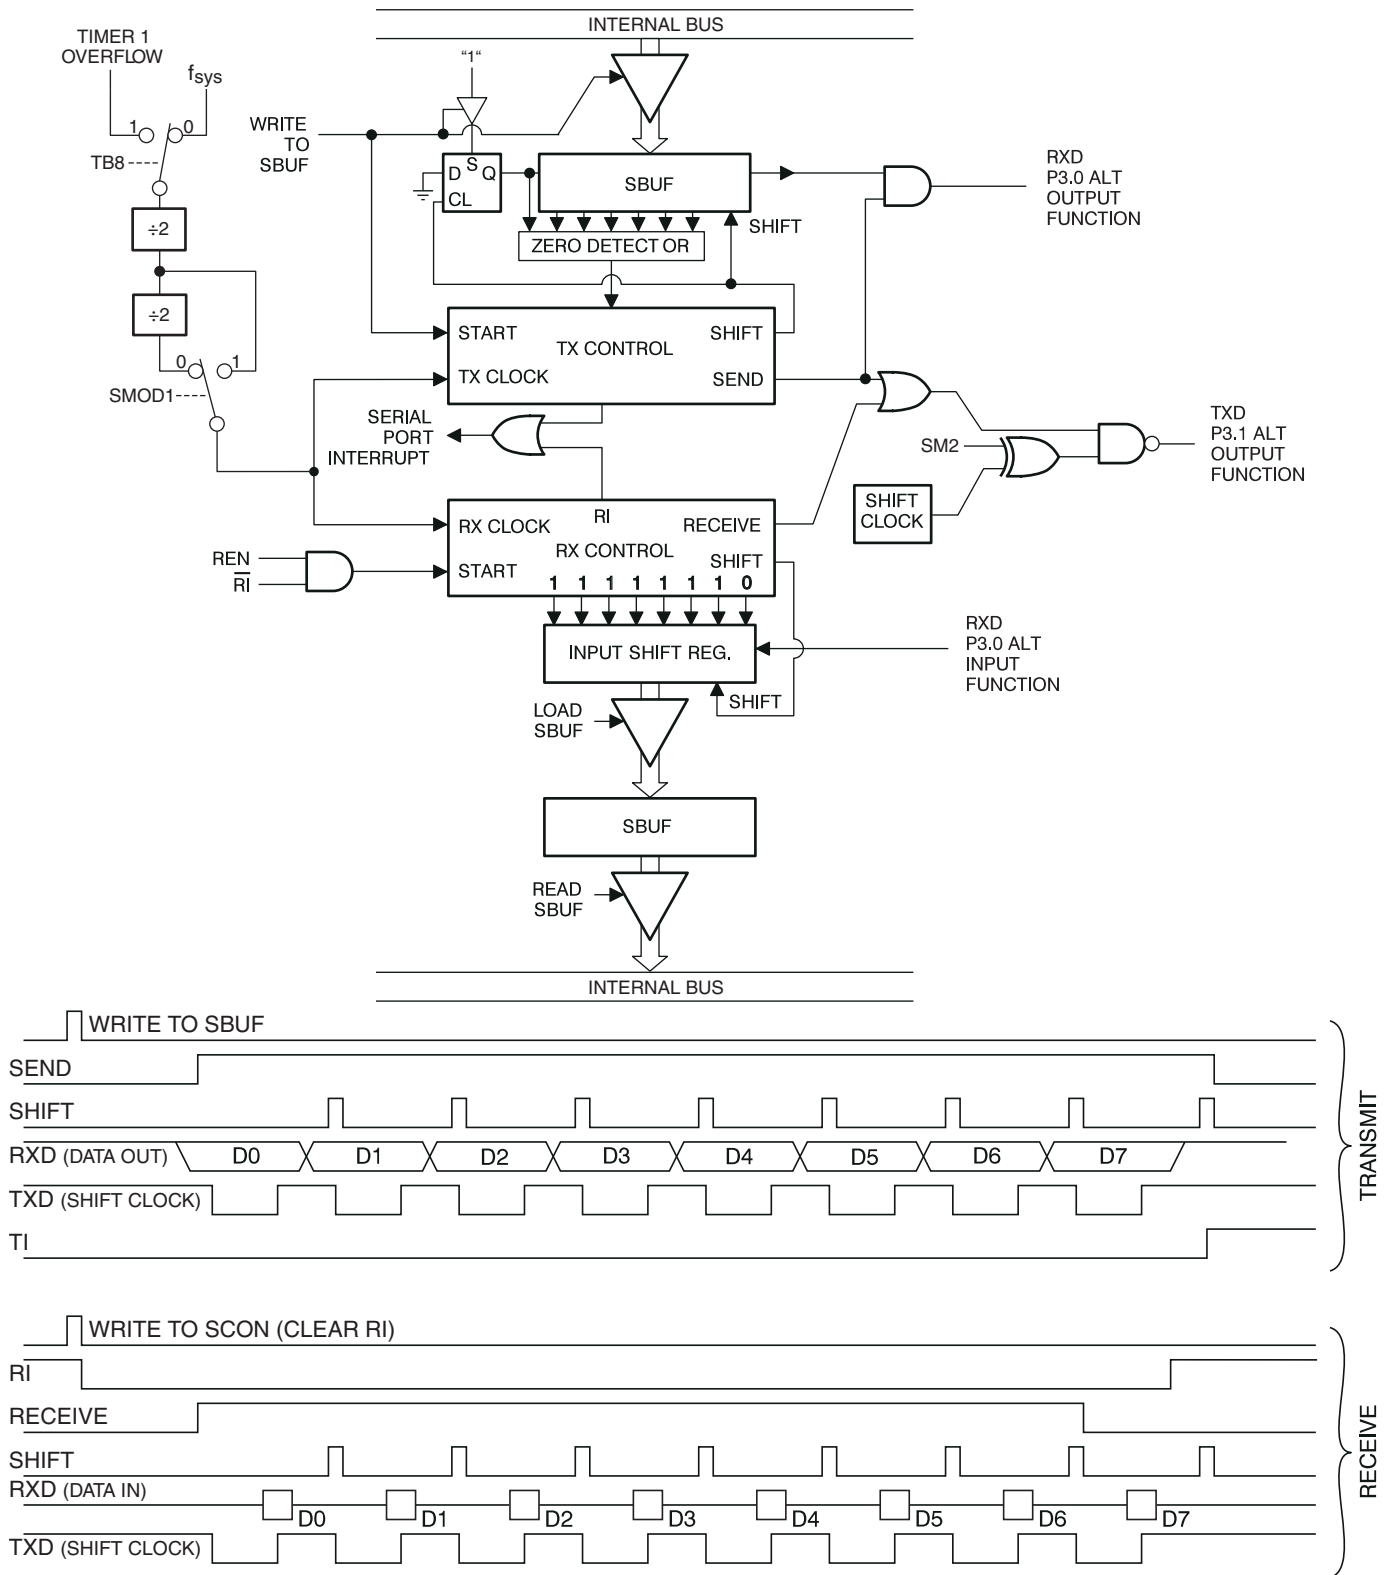 INTERNAL BUS
TIMER 1
OVERFLOW
fsys
"1"
1
0
TB8
WRITE
TO
SBUF
D
S
Q
CL
SBUF
RXD
P3.0 ALT
OUTPUT
FUNCTION
÷2
SHIFT
ZERO DETECT OR
÷2
START
SHIFT
TX CONTROL
0
1
TX CLOCK
SEND
SMOD1
SERIAL
PORT
INTERRUPT
SM2
TXD
P3.1 ALT
OUTPUT
FUNCTION
SHIFT
CLOCK
RX CLOCK
RI
RECEIVE
RX CONTROL
SHIFT
REN
RI
START
1 1 1 1 1 1 1 0
INPUT SHIFT REG.
RXD
P3.0 ALT
INPUT
FUNCTION
SHIFT
LOAD
SBUF
SBUF
READ
SBUF
INTERNAL BUS
WRITE TO SBUF
SEND
SHIFT
RXD (DATA OUT)
D0 D1 D2 D3 D4 D5 D6 D7
TXD (SHIFT CLOCK)
TI
TRANSMIT
WRITE TO SCON (CLEAR RI)
RI
RECEIVE
SHIFT
RXD (DATA IN)
D0 D1 D2 D3 D4 D5 D6 D7
TXD (SHIFT CLOCK)
RECEIVE